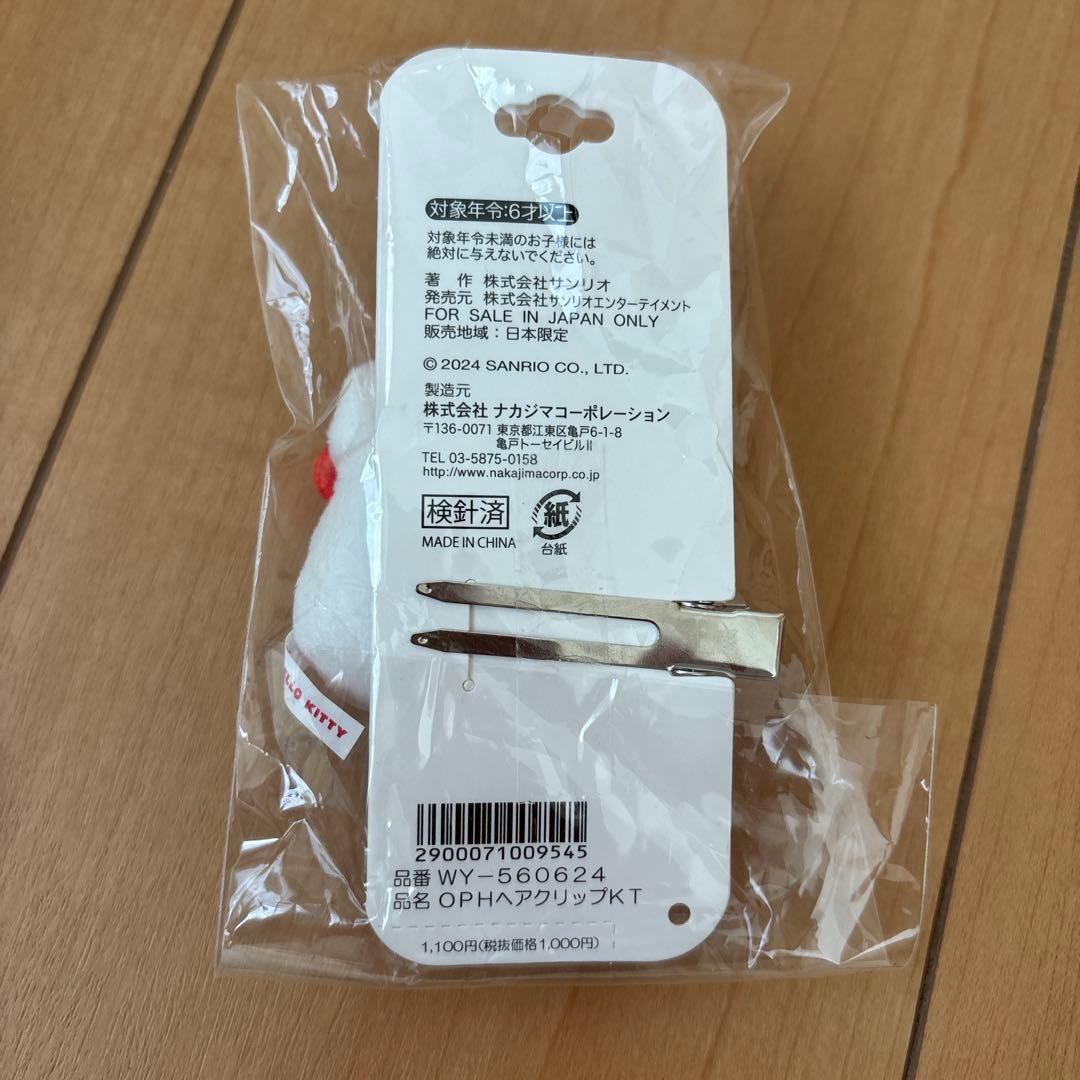 対象年令:6才以上
対象年令未満のお子様には
絶対に与えないでください。
著 作 株式会社サンリオ
発売元 株式会社サンリオエンターテイメント
FOR SALE IN JAPAN ONLY
販売地域：日本限定
© 2024 SANRIO CO., LTD.
製造元
株式会社 ナカジマコーポレーション
〒136-0071 東京都江東区亀戸6-1-8
亀戸トーセイビルⅡ
TEL 03-5875-0158
http://www.nakajimacorp.co.jp
検針済
紙
MADE IN CHINA
台紙
KITTY
2900071009545
品番 WY-560624
品名 OPHヘアクリップKT
1,100円(税抜価格1,000円)